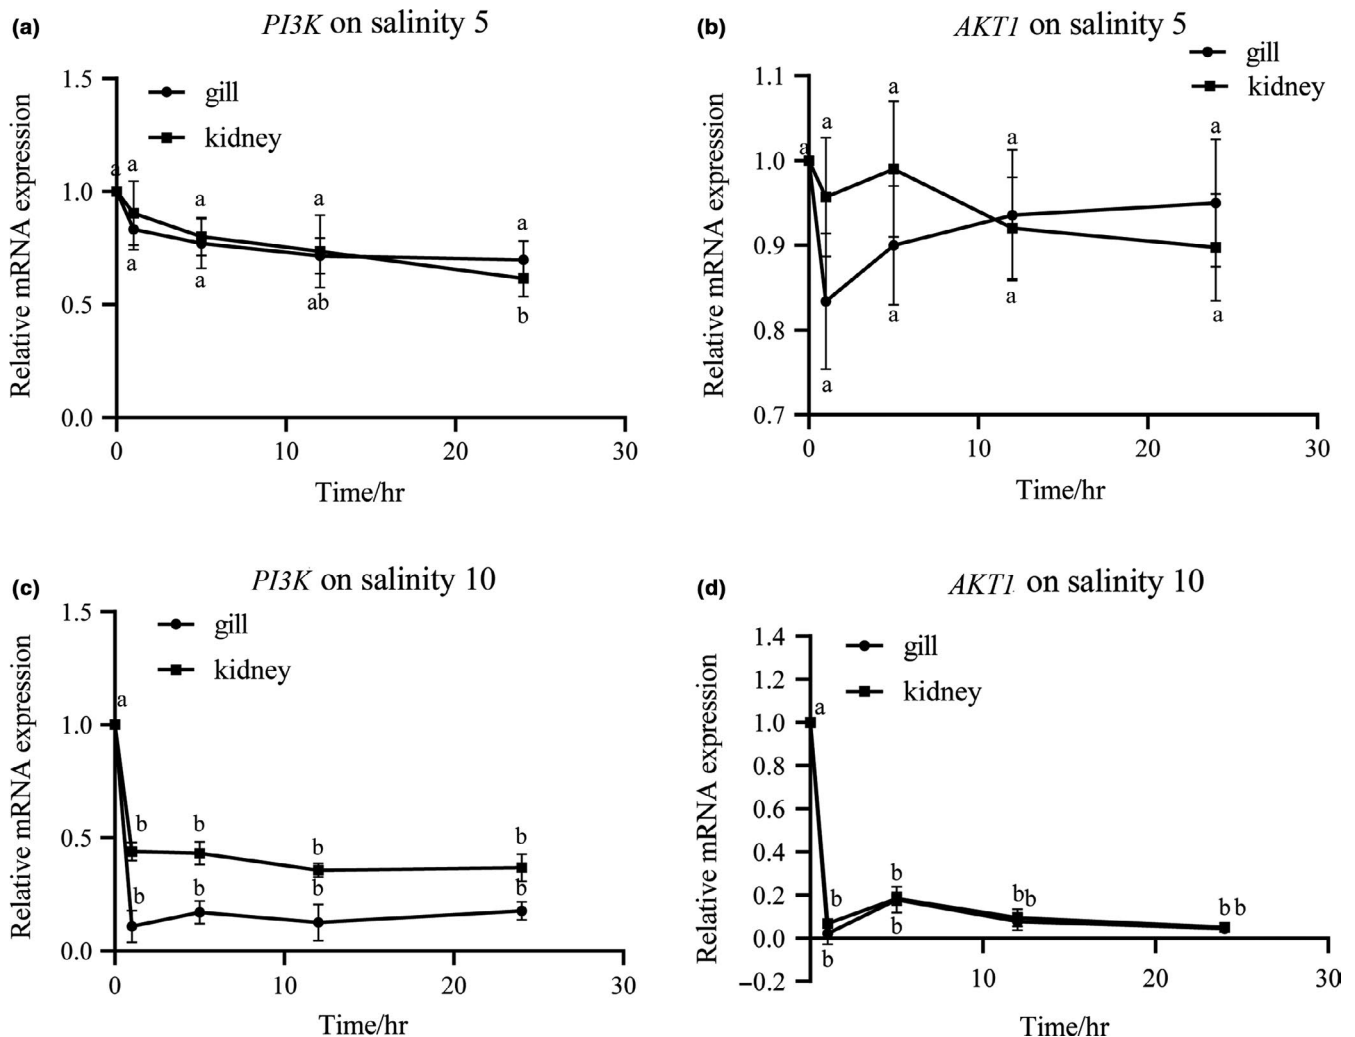 (a)
PI3K on salinity 5
gill
kidney
Relative mRNA expression
1.5
1.0
0.5
0.0
a
a
a
a
a
a
a
ab
b
0
10
20
30
Time/hr
(b)
AKT1 on salinity 5
gill
kidney
Relative mRNA expression
1.1
1.0
0.9
0.8
0.7
a
a
a
a
a
a
a
a
a
0
10
20
30
Time/hr
(c)
PI3K on salinity 10
gill
kidney
Relative mRNA expression
1.5
1.0
0.5
0.0
a
b
b
b
b
b
b
b
b
0
10
20
30
Time/hr
(d)
AKT1 on salinity 10
gill
kidney
Relative mRNA expression
1.4
1.2
1.0
0.8
0.6
0.4
0.2
0.0
−0.2
a
b
b
b
b
b b
b
b
10
20
30
Time/hr